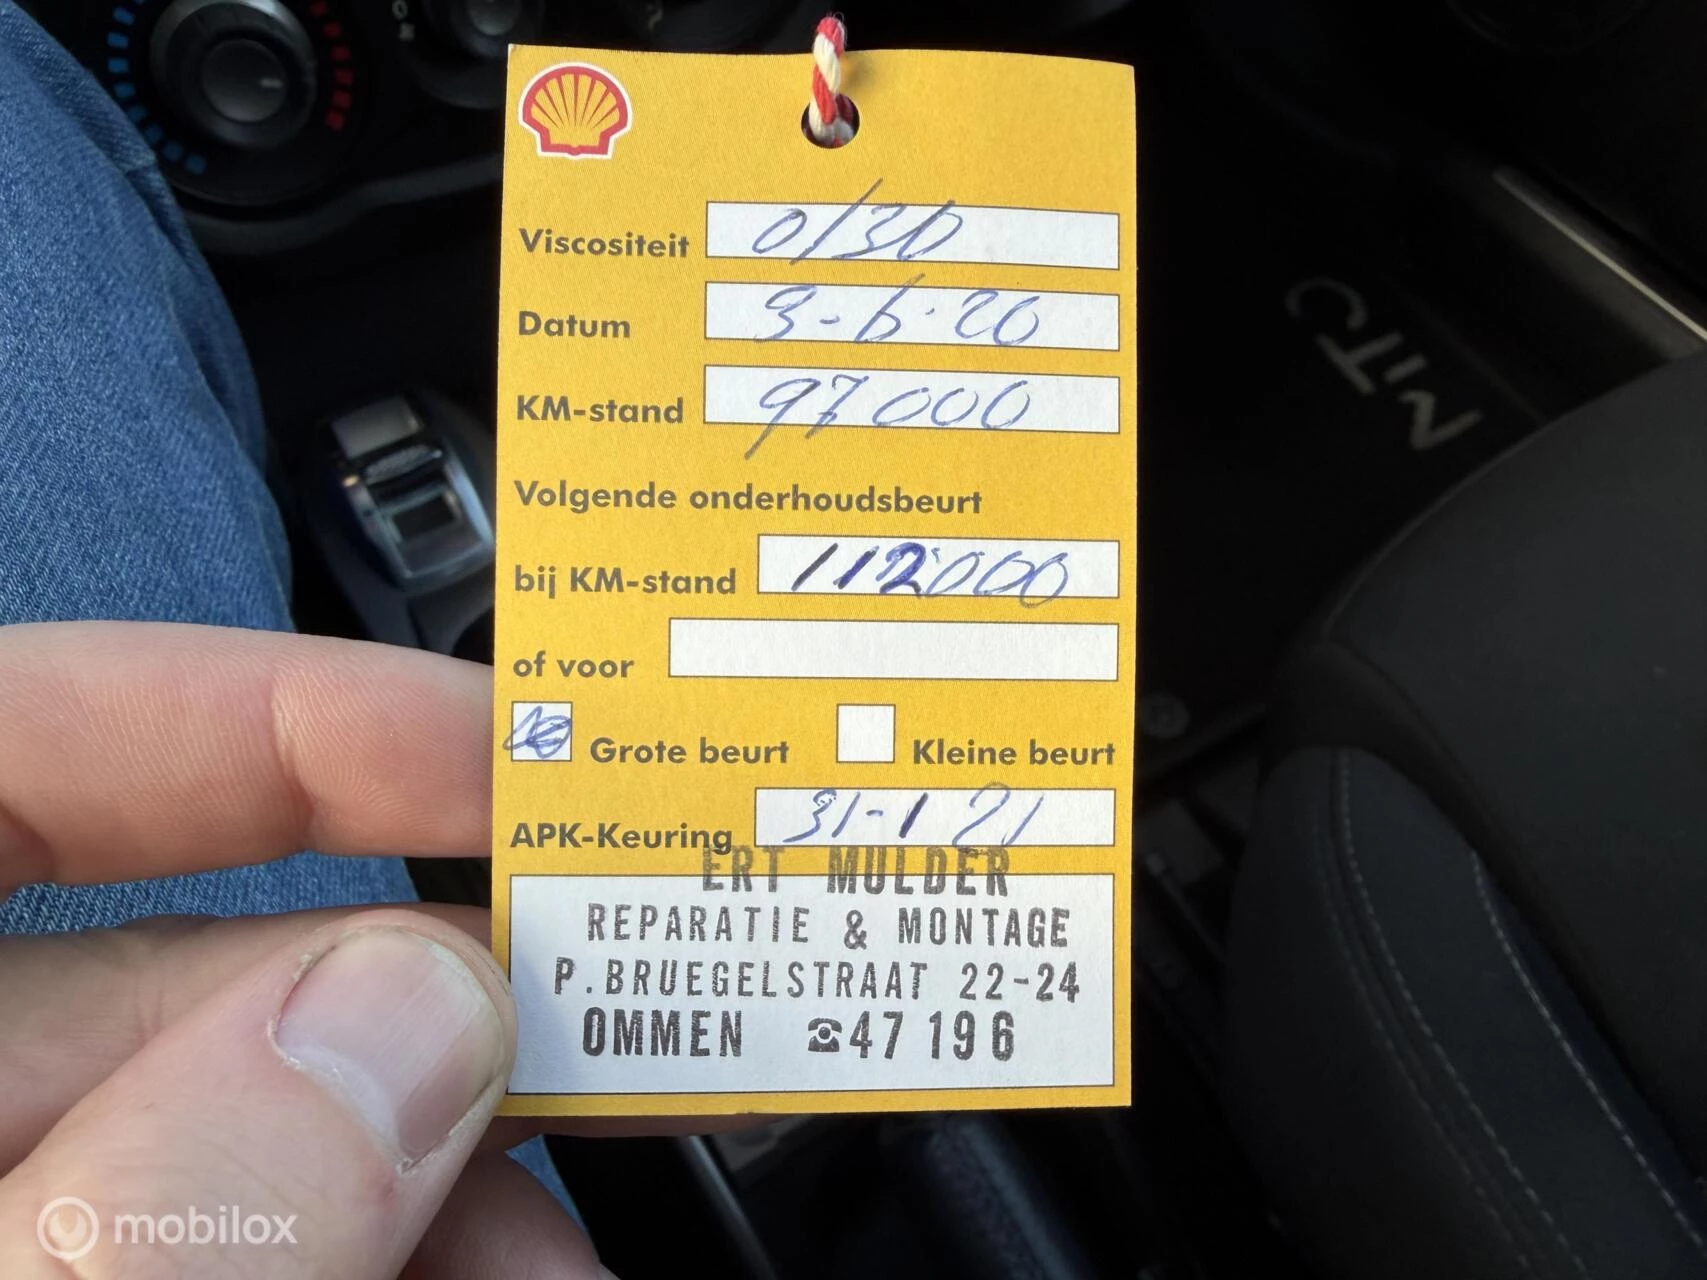 Viscositeit 0/30
Datum 3-6-20
KM-stand 97000
Volgende onderhoudsbeurt
bij KM-stand 112000
of voor
Grote beurt Kleine beurt
APK-Keuring 31-1 21
ERT MULDER
REPARATIE & MONTAGE
P.BRUEGELSTRAAT 22-24
OMMEN ☎47196
MITO
mobilox